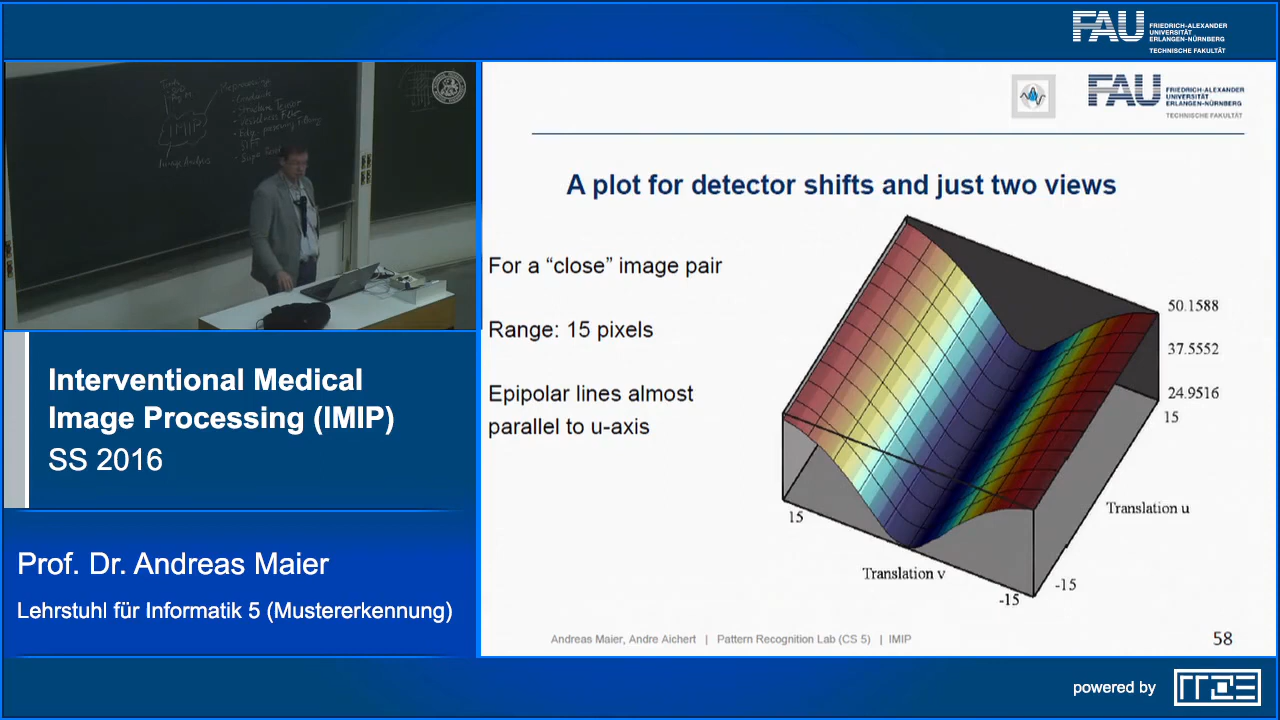 FAU FRIEDRICH-ALEXANDER
UNIVERSITÄT
ERLANGEN-NÜRNBERG
TECHNISCHE FAKULTÄT
IMIP
Interventional Medical
Image Processing (IMIP)
SS 2016
Prof. Dr. Andreas Maier
Lehrstuhl für Informatik 5 (Mustererkennung)
FAU FRIEDRICH-ALEXANDER
UNIVERSITÄT
ERLANGEN-NÜRNBERG
TECHNISCHE FAKULTÄT
A plot for detector shifts and just two views
For a “close” image pair
Range: 15 pixels
Epipolar lines almost
parallel to u-axis
50.1588
37.5552
24.9516
15
Translation u
-15
15
Translation v
-15
Andreas Maier, Andre Aichert | Pattern Recognition Lab (CS 5) | IMIP
58
powered by